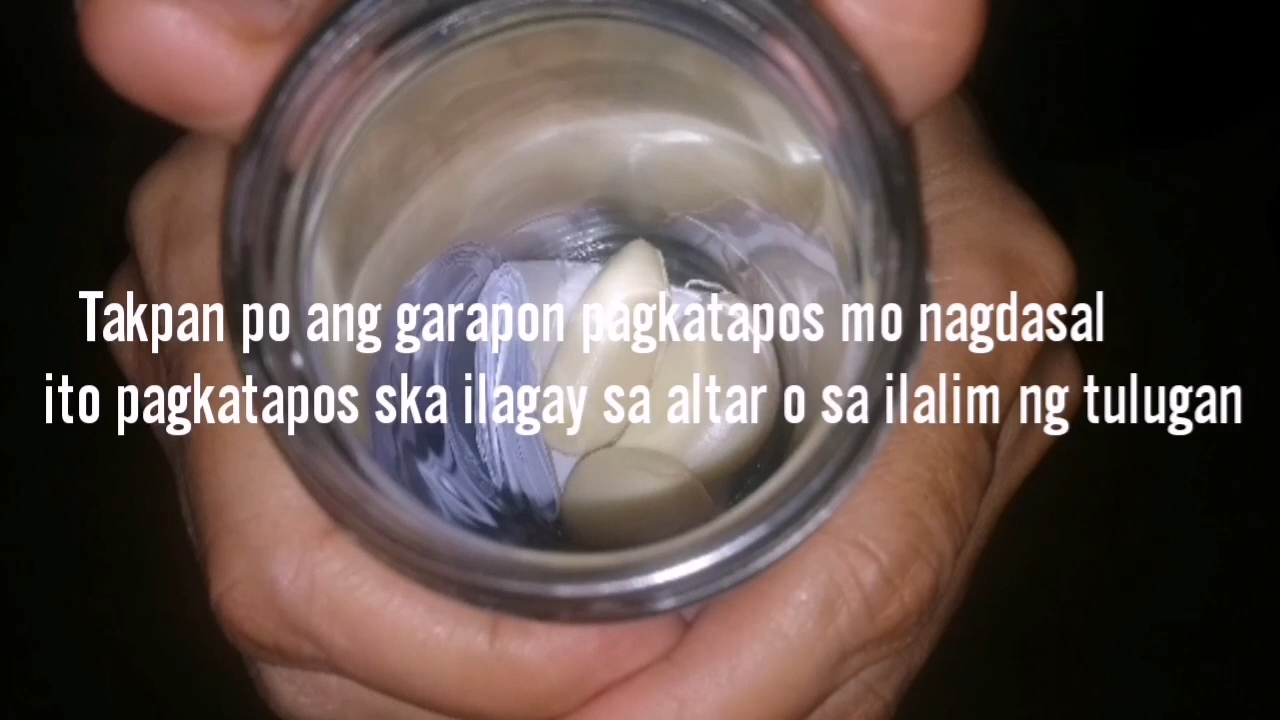 Takpan po ang garapon pagkatapos mo nagdasal
ito pagkatapos ska ilagay sa altar o sa ilalim ng tulugan